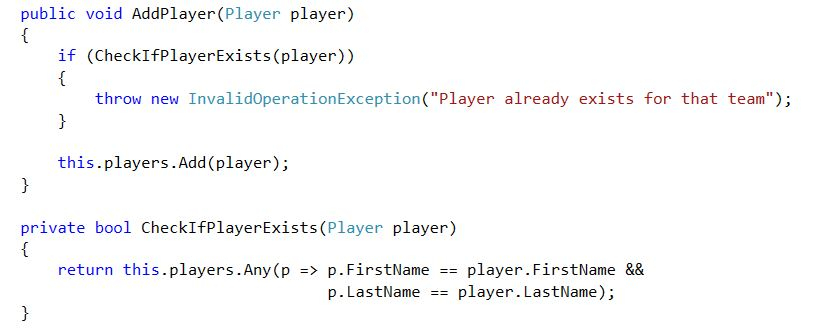 public void AddPlayer(Player player)
{
    if (CheckIfPlayerExists(player))
    {
        throw new InvalidOperationException("Player already exists for that team");
    }

    this.players.Add(player);
}

private bool CheckIfPlayerExists(Player player)
{
    return this.players.Any(p => p.FirstName == player.FirstName &&
                                 p.LastName == player.LastName);
}